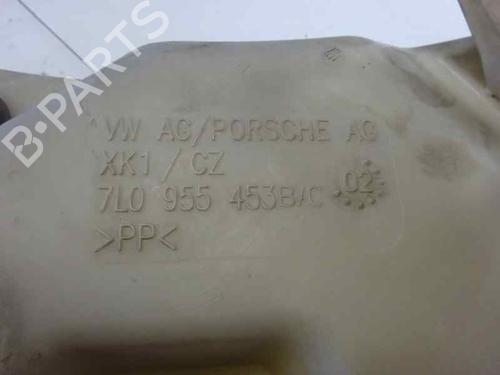 B-PARTS
VW AG/PORSCHE AG
XK1 / CZ
7L0 955 453B/C 02
>PP<